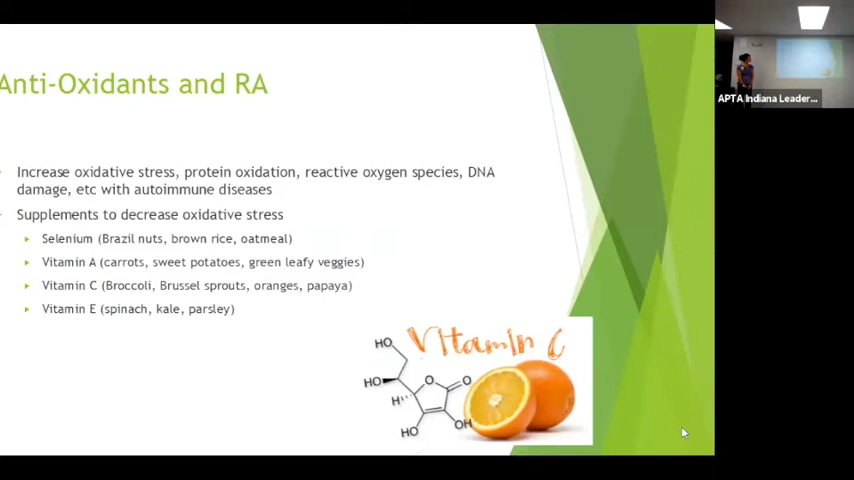 Anti-Oxidants and RA
Increase oxidative stress, protein oxidation, reactive oxygen species, DNA
damage, etc with autoimmune diseases
Supplements to decrease oxidative stress
Selenium (Brazil nuts, brown rice, oatmeal)
Vitamin A (carrots, sweet potatoes, green leafy veggies)
Vitamin C (Broccoli, Brussel sprouts, oranges, papaya)
Vitamin E (spinach, kale, parsley)
Vitamin C
HO
HO
O
O
H
HO
OH
APTA Indiana Leader...